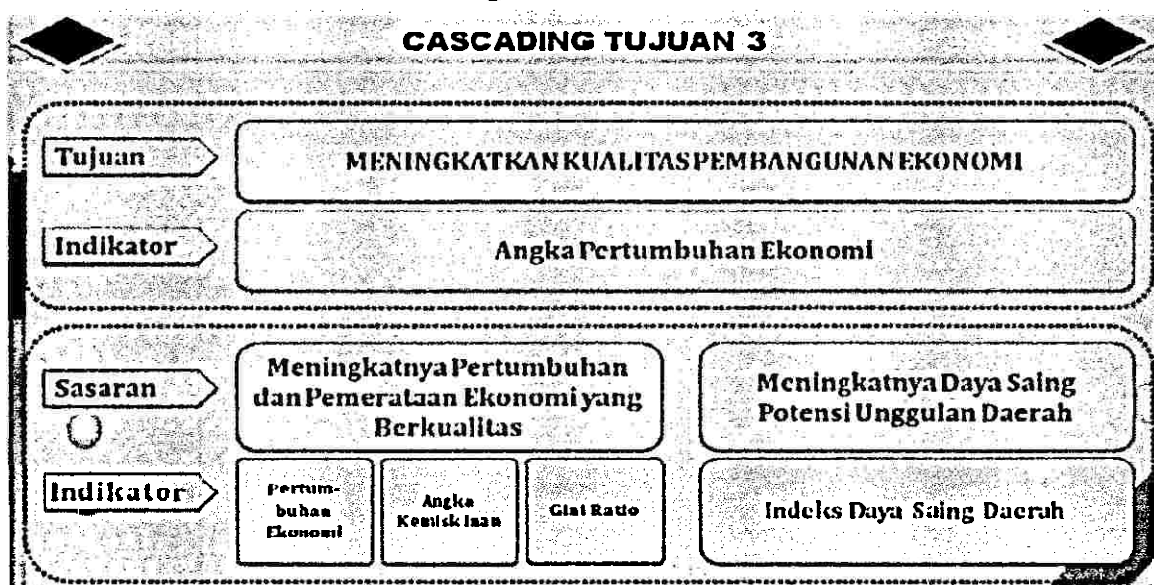 CASCADING TUJUAN 3
Tujuan
MENINGKATKAN KUALITAS PEMBANGUNAN EKONOMI
Indikator
Angka Pertumbuhan Ekonomi
Sasaran
Meningkatnya Pertumbuhan
dan Pemerataan Ekonomi yang
Berkualitas
Meningkatnya Daya Saing
Potensi Unggulan Daerah
Indikator
Pertum-
buhan
Ekonomi
Angka
Kemiskinan
Gini Ratio
Indeks Daya Saing Daerah